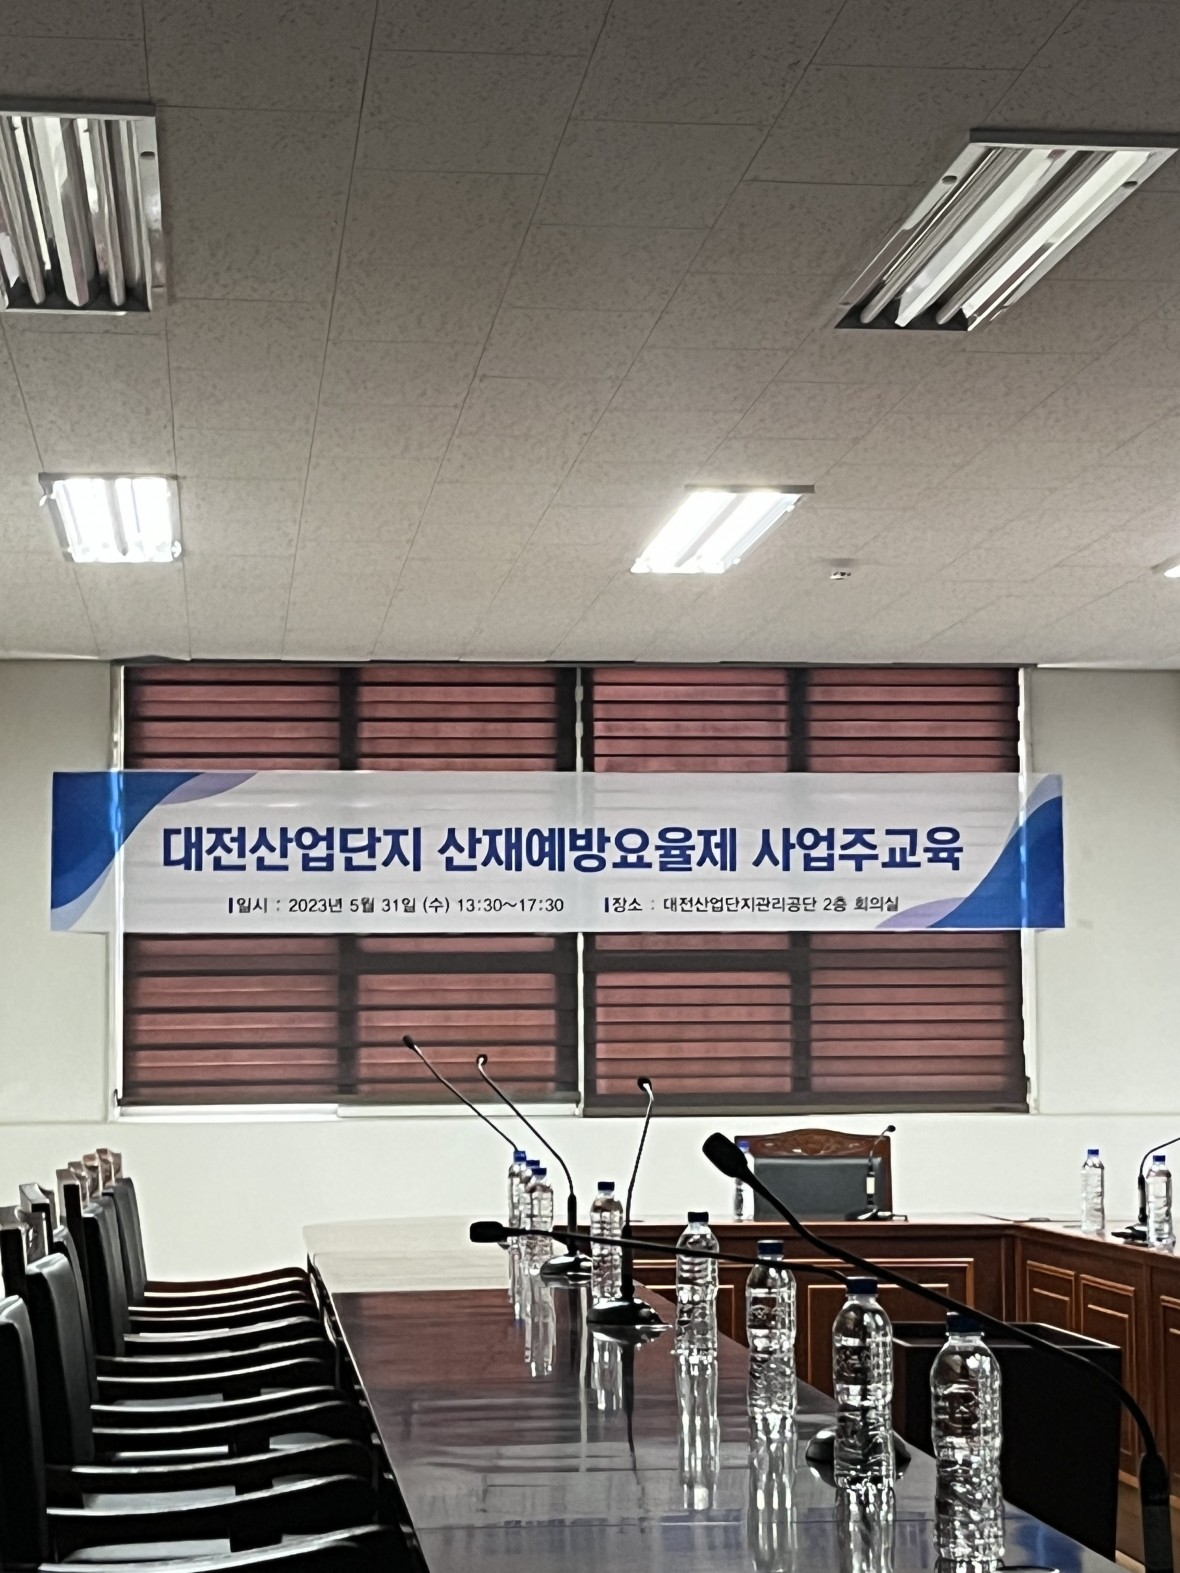 대전산업단지 산재예방요율제 사업주교육
일시 : 2023년 5월 31일 (수) 13:30~17:30 장소 : 대전산업단지관리공단 2층 회의실